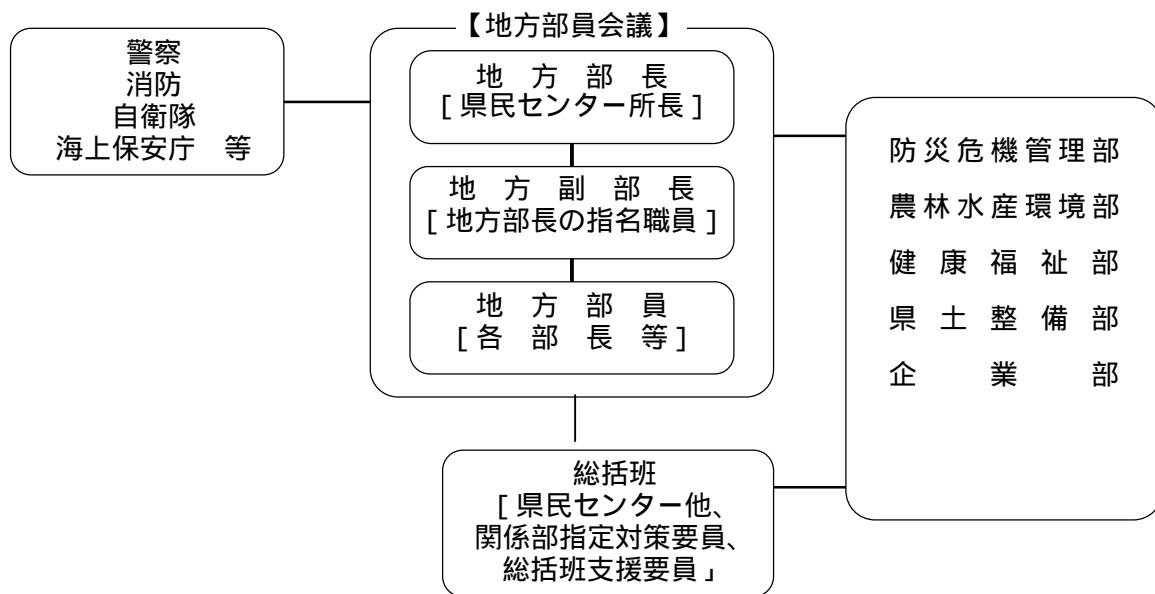 【地方部員会議】
警察
消防
自衛隊
海上保安庁 等
地 方 部 長
[ 県民センター所長 ]
地 方 副 部 長
[ 地方部長の指名職員 ]
地 方 部 員
[ 各 部 長 等 ]
防災危機管理部
農林水産環境部
健康福祉部
県土整備部
企業部
総括班
[ 県民センター他、
関係部指定対策要員、
総括班支援要員」